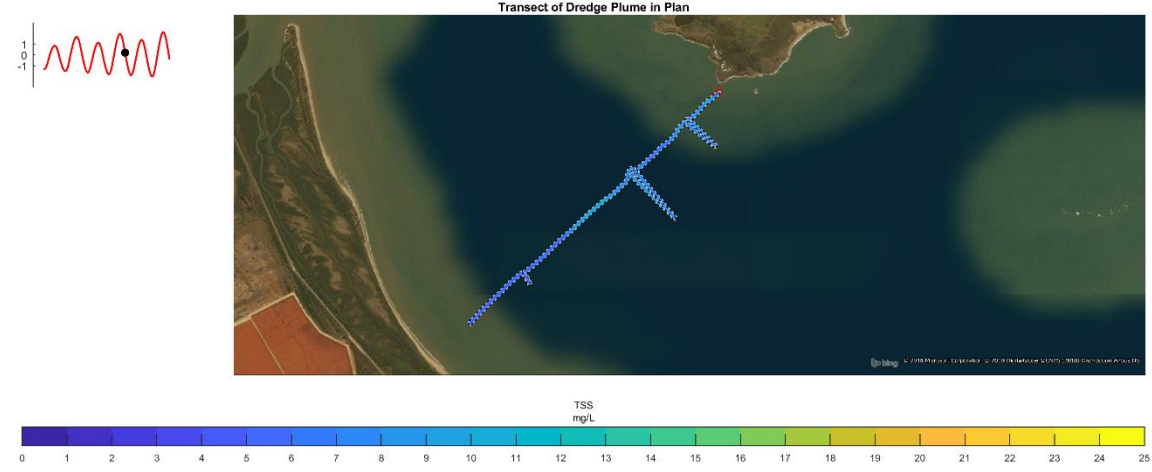 Transect of Dredge Plume in Plan
1
0
-1
bing
TSS
mg/L
0 1 2 3 4 5 6 7 8 9 10 11 12 13 14 15 16 17 18 19 20 21 22 23 24 25